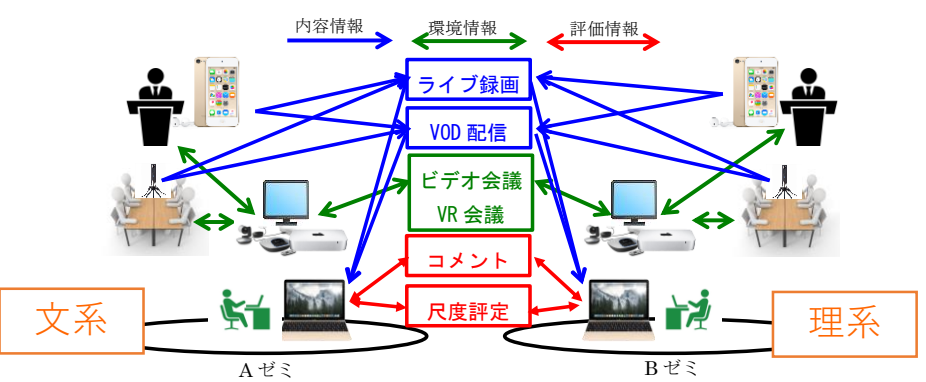 内容情報
環境情報
評価情報
ライブ録画
VOD 配信
ビデオ会議
VR 会議
コメント
尺度評定
文系
理系
A ゼミ
B ゼミ